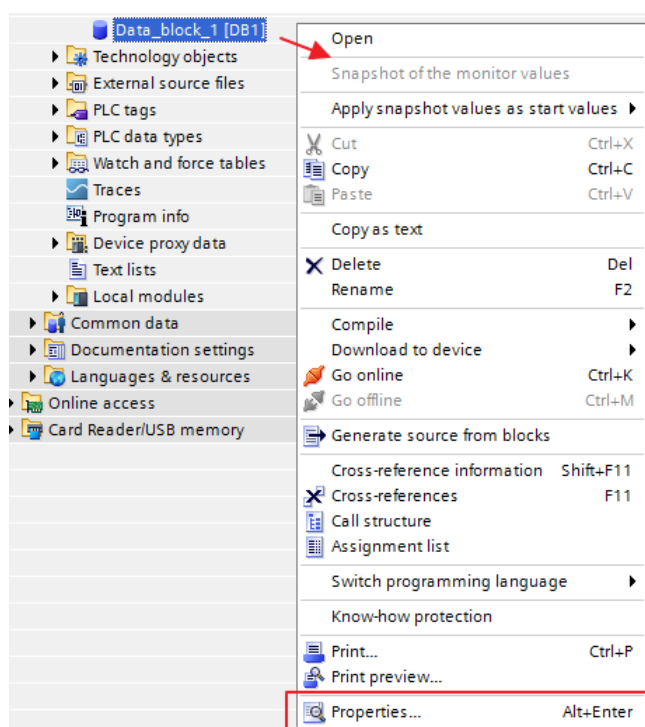 Data_block_1 [DB1]
Technology objects
External source files
PLC tags
PLC data types
Watch and force tables
Traces
Program info
Device proxy data
Text lists
Local modules
Common data
Documentation settings
Languages & resources
Online access
Card Reader/USB memory
Open
Snapshot of the monitor values
Apply snapshot values as start values
Cut Ctrl+X
Copy Ctrl+C
Paste Ctrl+V
Copy as text
Delete Del
Rename F2
Compile
Download to device
Go online Ctrl+K
Go offline Ctrl+M
Generate source from blocks
Cross-reference information Shift+F11
Cross-references F11
Call structure
Assignment list
Switch programming language
Know-how protection
Print... Ctrl+P
Print preview...
Properties... Alt+Enter